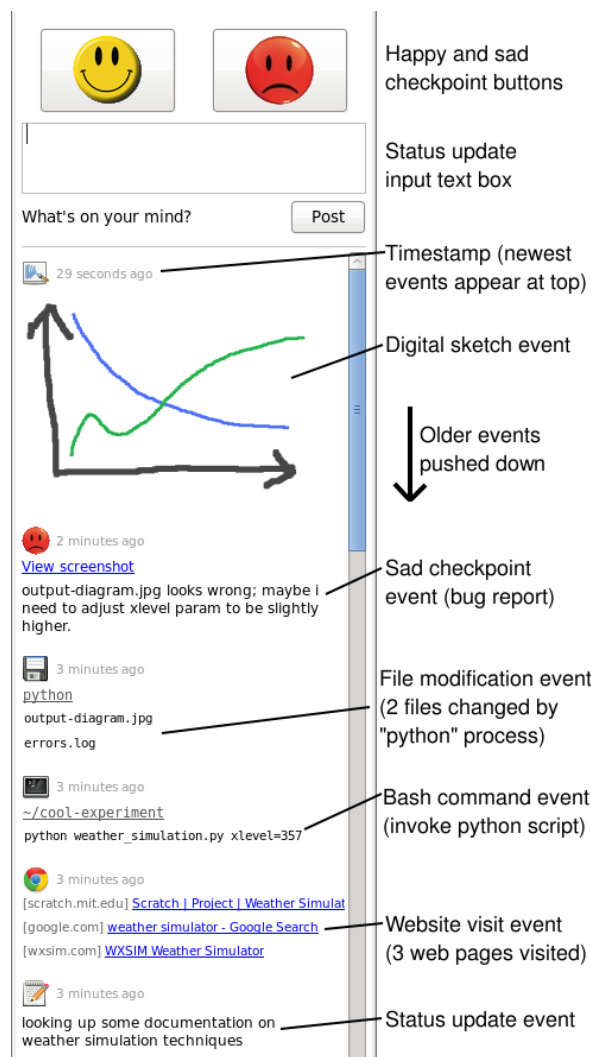 Happy and sad
checkpoint buttons
Status update
input text box
What's on your mind?
Post
29 seconds ago
Timestamp (newest
events appear at top)
Digital sketch event
Older events
pushed down
2 minutes ago
View screenshot
output-diagram.jpg looks wrong; maybe i
need to adjust xlevel param to be slightly
higher.
Sad checkpoint
event (bug report)
3 minutes ago
python
output-diagram.jpg
errors.log
File modification event
(2 files changed by
"python" process)
3 minutes ago
~/cool-experiment
python weather_simulation.py xlevel=357
Bash command event
(invoke python script)
3 minutes ago
[scratch.mit.edu] Scratch | Project | Weather Simulat
[google.com] weather simulator - Google Search
[wxsim.com] WXSIM Weather Simulator
Website visit event
(3 web pages visited)
3 minutes ago
looking up some documentation on
weather simulation techniques
Status update event